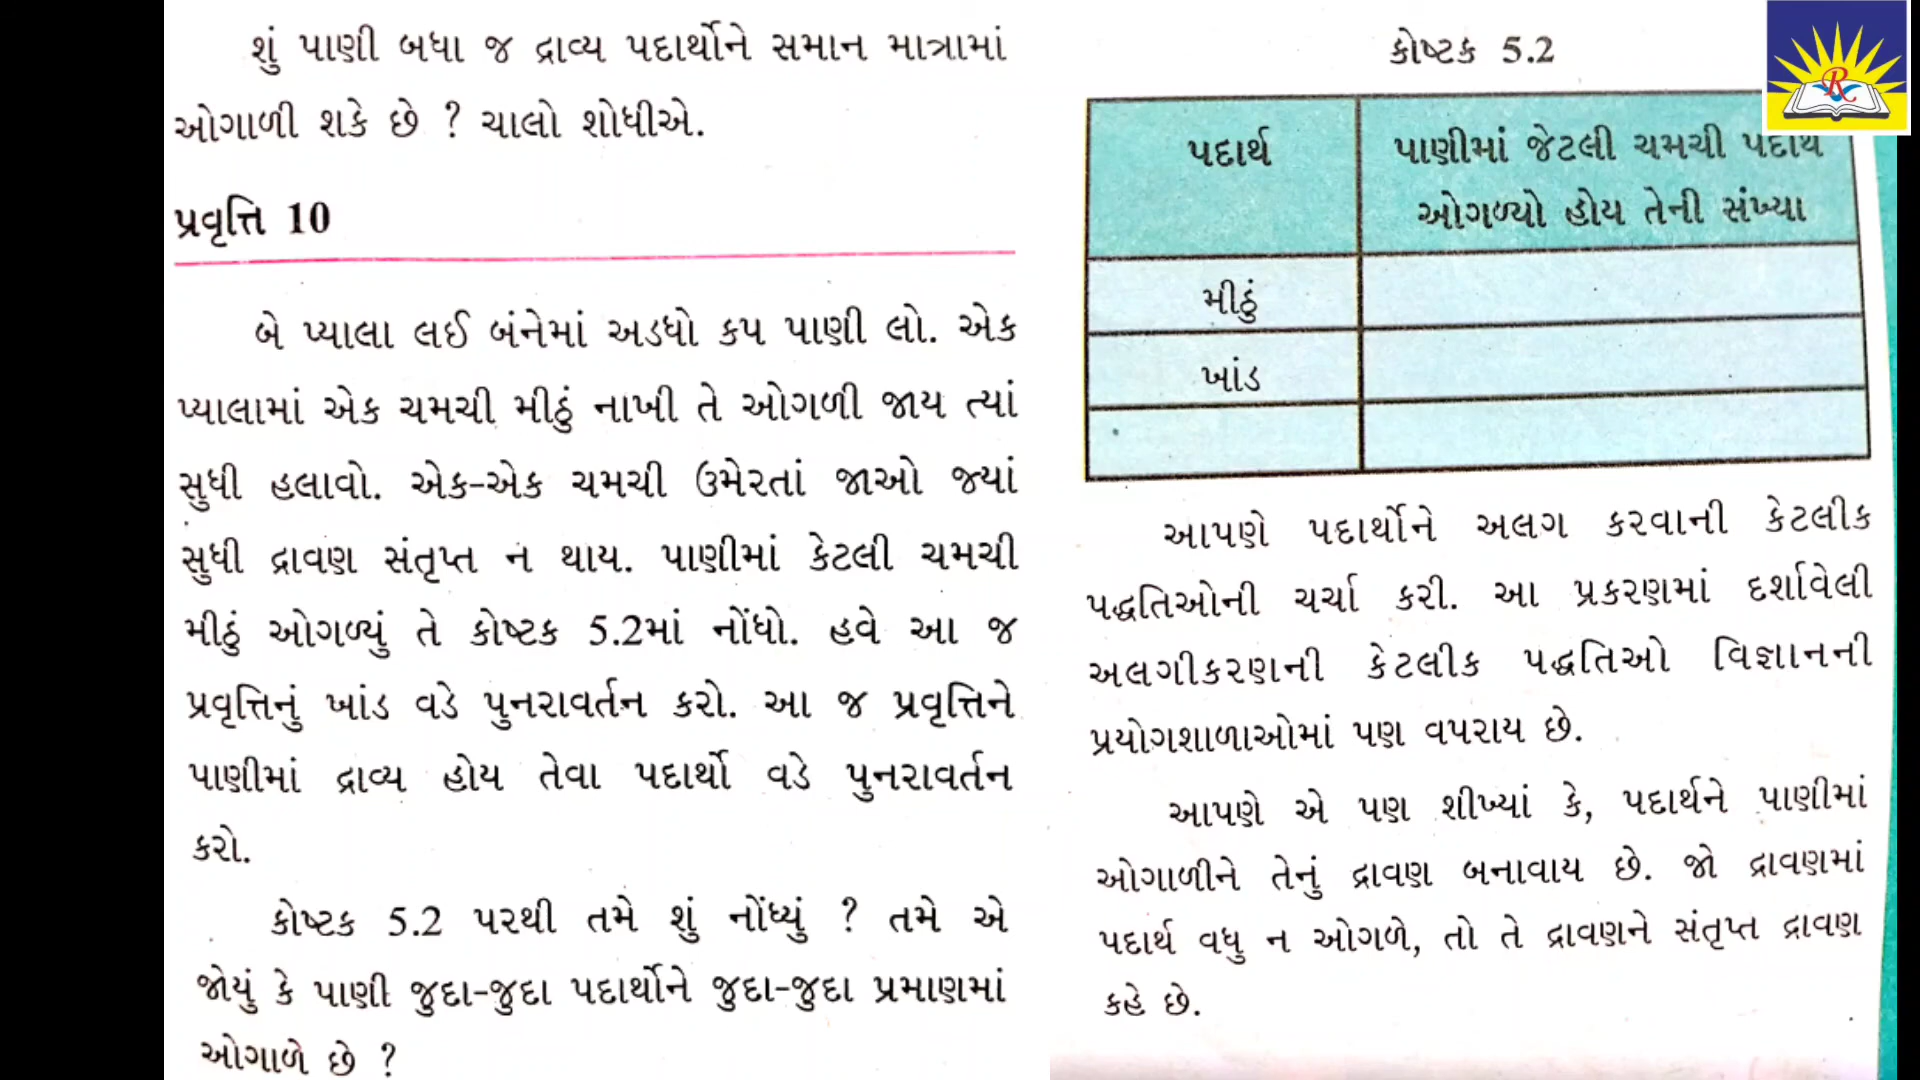 શું પાણી બધા જ દ્રાવ્ય પદાર્થોને સમાન માત્રામાં
ઓગાળી શકે છે ? ચાલો શોધીએ.
પ્રવૃત્તિ 10
બે પ્યાલા લઈ બંનેમાં અડધો કપ પાણી લો. એક
પ્યાલામાં એક ચમચી મીઠું નાખી તે ઓગળી જાય ત્યાં
સુધી હલાવો. એક-એક ચમચી ઉમેરતાં જાઓ જ્યાં
સુધી દ્રાવણ સંતૃપ્ત ન થાય. પાણીમાં કેટલી ચમચી
મીઠું ઓગળ્યું તે કોષ્ટક 5.2માં નોંધો. હવે આ જ
પ્રવૃત્તિનું ખાંડ વડે પુનરાવર્તન કરો. આ જ પ્રવૃત્તિને
પાણીમાં દ્રાવ્ય હોય તેવા પદાર્થો વડે પુનરાવર્તન
કરો.
કોષ્ટક 5.2 પરથી તમે શું નોંધ્યું ? તમે એ
જોયું કે પાણી જુદા-જુદા પદાર્થોને જુદા-જુદા પ્રમાણમાં
ઓગાળે છે ?
કોષ્ટક 5.2
પદાર્થ
પાણીમાં જેટલી ચમચી પદાર્થ
ઓગળ્યો હોય તેની સંખ્યા
મીઠું
ખાંડ
આપણે પદાર્થોને અલગ કરવાની કેટલીક
પદ્ધતિઓની ચર્ચા કરી. આ પ્રકરણમાં દર્શાવેલી
અલગીકરણની કેટલીક પદ્ધતિઓ વિજ્ઞાનની
પ્રયોગશાળાઓમાં પણ વપરાય છે.
આપણે એ પણ શીખ્યાં કે, પદાર્થને પાણીમાં
ઓગાળીને તેનું દ્રાવણ બનાવાય છે. જો દ્રાવણમાં
પદાર્થ વધુ ન ઓગળે, તો તે દ્રાવણને સંતૃપ્ત દ્રાવણ
કહે છે.
R